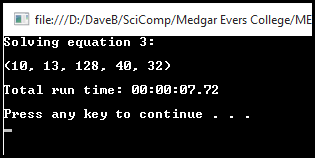 file:///D:/DaveB/SciComp/Medgar Evers College/ME
Solving equation 3:
(10, 13, 128, 40, 32)
Total run time: 00:00:07.72
Press any key to continue . . .